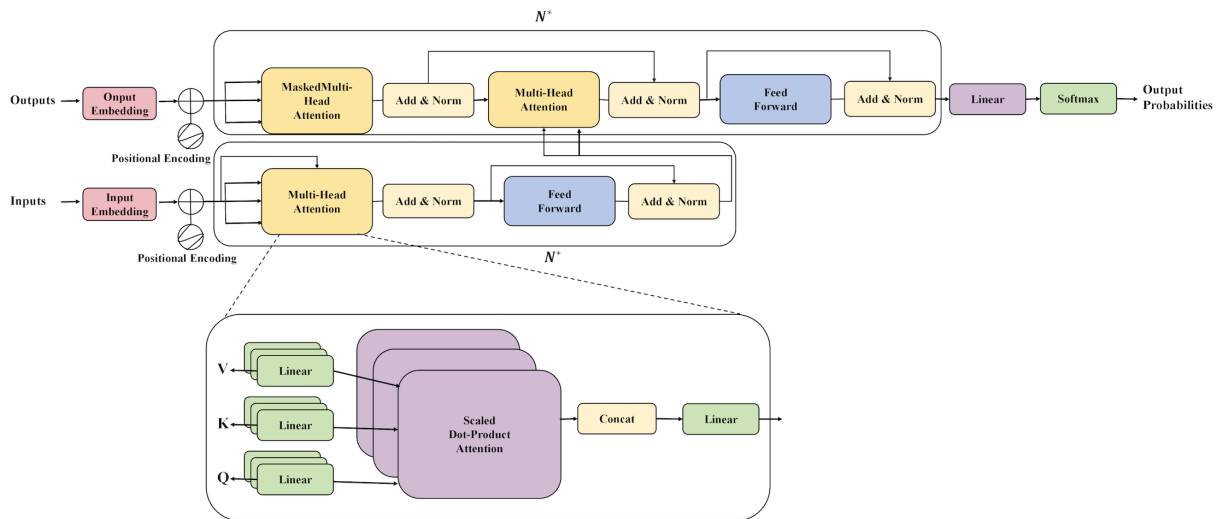 N*
Outputs
Onput
Embedding
Positional Encoding
MaskedMulti-
Head
Attention
Add & Norm
Multi-Head
Attention
Add & Norm
Feed
Forward
Add & Norm
Linear
Softmax
Output
Probabilities
Inputs
Input
Embedding
Positional Encoding
Multi-Head
Attention
Add & Norm
Feed
Forward
Add & Norm
N*
V
Linear
K
Linear
Q
Linear
Scaled
Dot-Product
Attention
Concat
Linear